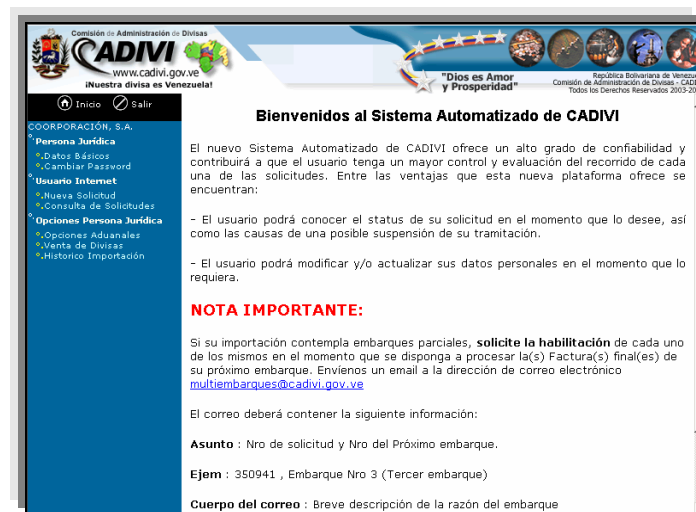 Comisión de Administración de Divisas
CADIVI
www.cadivi.gov.ve
¡Nuestra divisa es Venezuela!
"Dios es Amor
y Prosperidad"
República Bolivariana de
Comisión de Administración de Divisas -
Todos los Derechos Reservados
Inicio Salir
COORPORACIÓN, S.A.
Persona Jurídica
Datos Básicos
Cambiar Password
Usuario Internet
Nueva Solicitud
Consulta de Solicitudes
Opciones Persona Jurídica
Opciones Aduanales
Venta de Divisas
Historico Importación
Bienvenidos al Sistema Automatizado de CADIVI
El nuevo Sistema Automatizado de CADIVI ofrece un alto grado de confiabilidad y
contribuirá a que el usuario tenga un mayor control y evaluación del recorrido de cada
una de las solicitudes. Entre las ventajas que esta nueva plataforma ofrece se
encuentran:
- El usuario podrá conocer el status de su solicitud en el momento que lo desee, así
como las causas de una posible suspensión de su tramitación.
- El usuario podrá modificar y/o actualizar sus datos personales en el momento que lo
requiera.
NOTA IMPORTANTE:
Si su importación contempla embarques parciales, solicite la habilitación de cada uno
de los mismos en el momento que se disponga a procesar la(s) Factura(s) final(es) de
su próximo embarque. Envíenos un email a la dirección de correo electrónico
multiembarques@cadivi.gov.ve
El correo deberá contener la siguiente información:
Asunto : Nro de solicitud y Nro del Próximo embarque.
Ejem : 350941 , Embarque Nro 3 (Tercer embarque)
Cuerpo del correo : Breve descripción de la razón del embarque